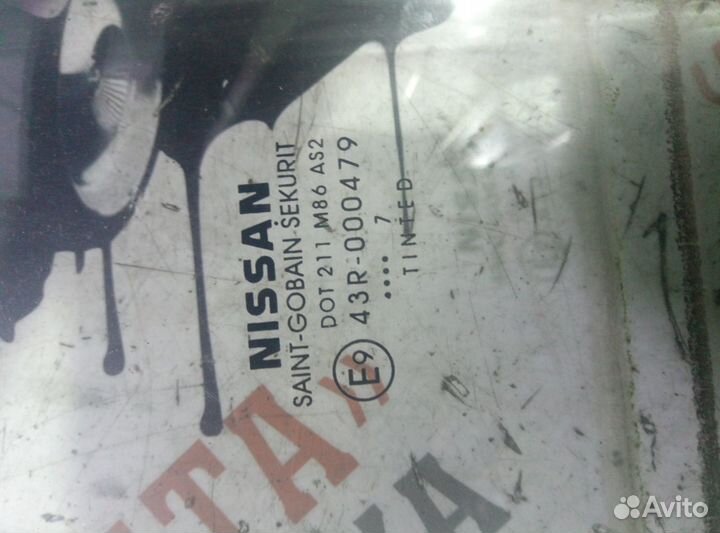 NISSAN
SAINT-GOBAIN SEKURIT
DOT 211 M86 AS2
E9 43R-000479
.... 7
TINTED
Avito